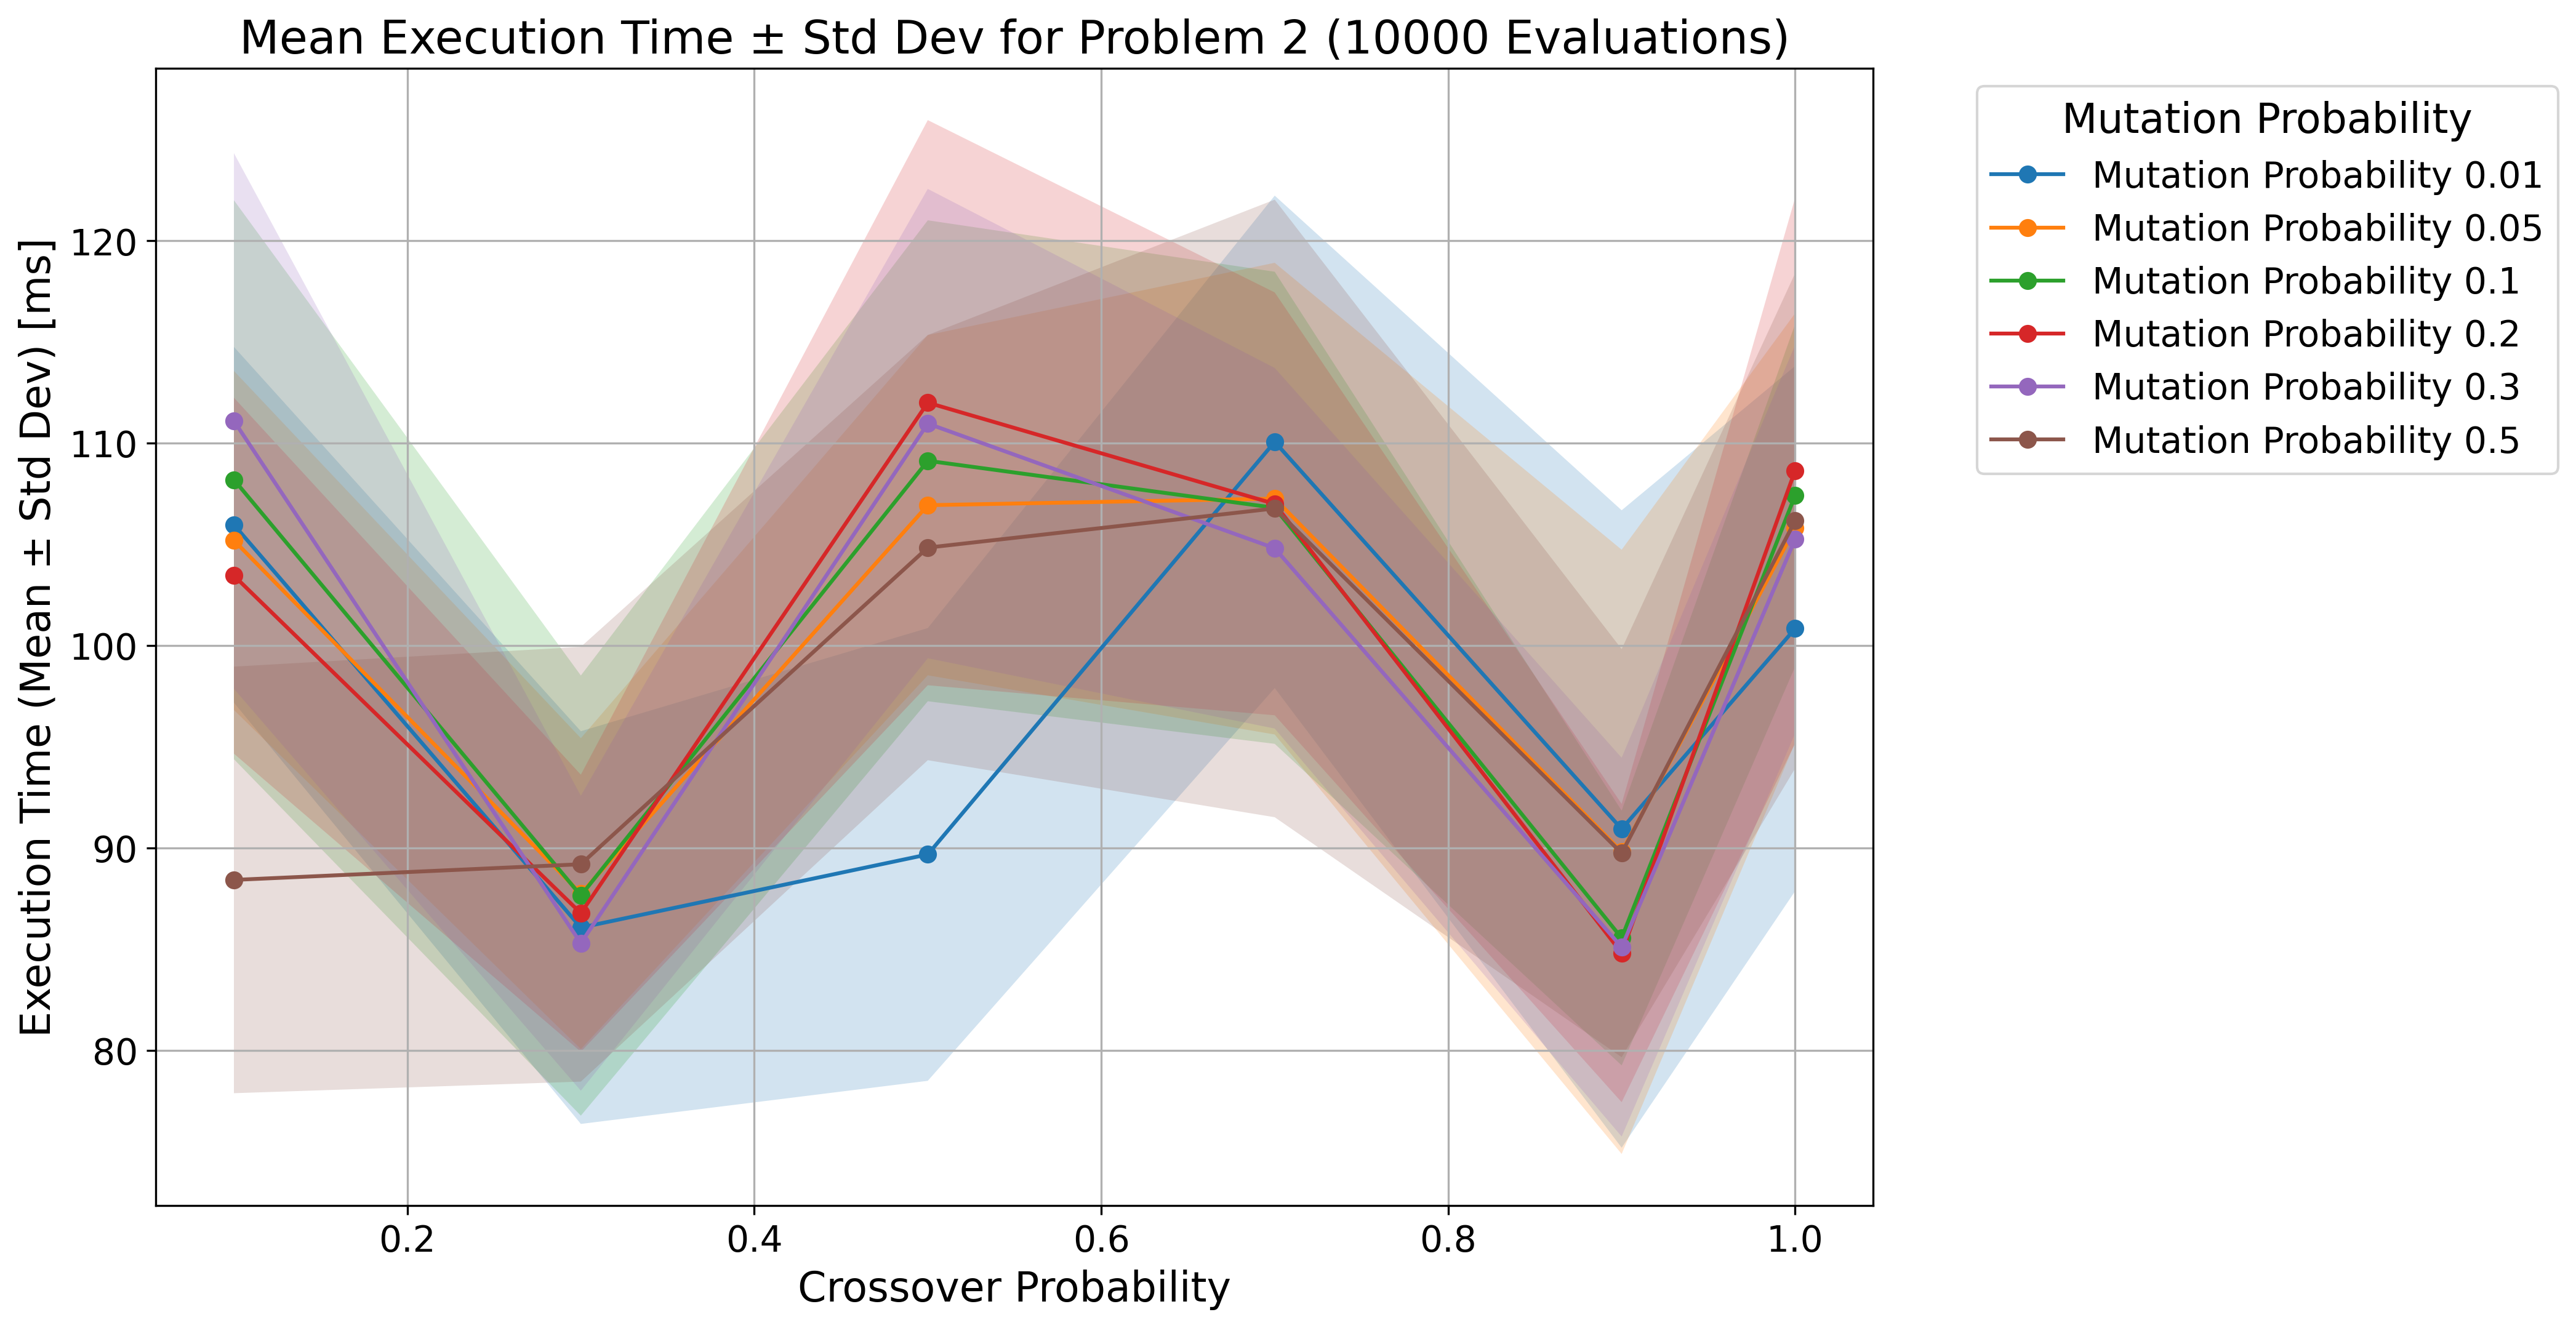 Mean Execution Time ± Std Dev for Problem 2 (10000 Evaluations)
Execution Time (Mean ± Std Dev) [ms]
120
110
100
90
80
0.2 0.4 0.6 0.8 1.0
Crossover Probability
Mutation Probability
Mutation Probability 0.01
Mutation Probability 0.05
Mutation Probability 0.1
Mutation Probability 0.2
Mutation Probability 0.3
Mutation Probability 0.5